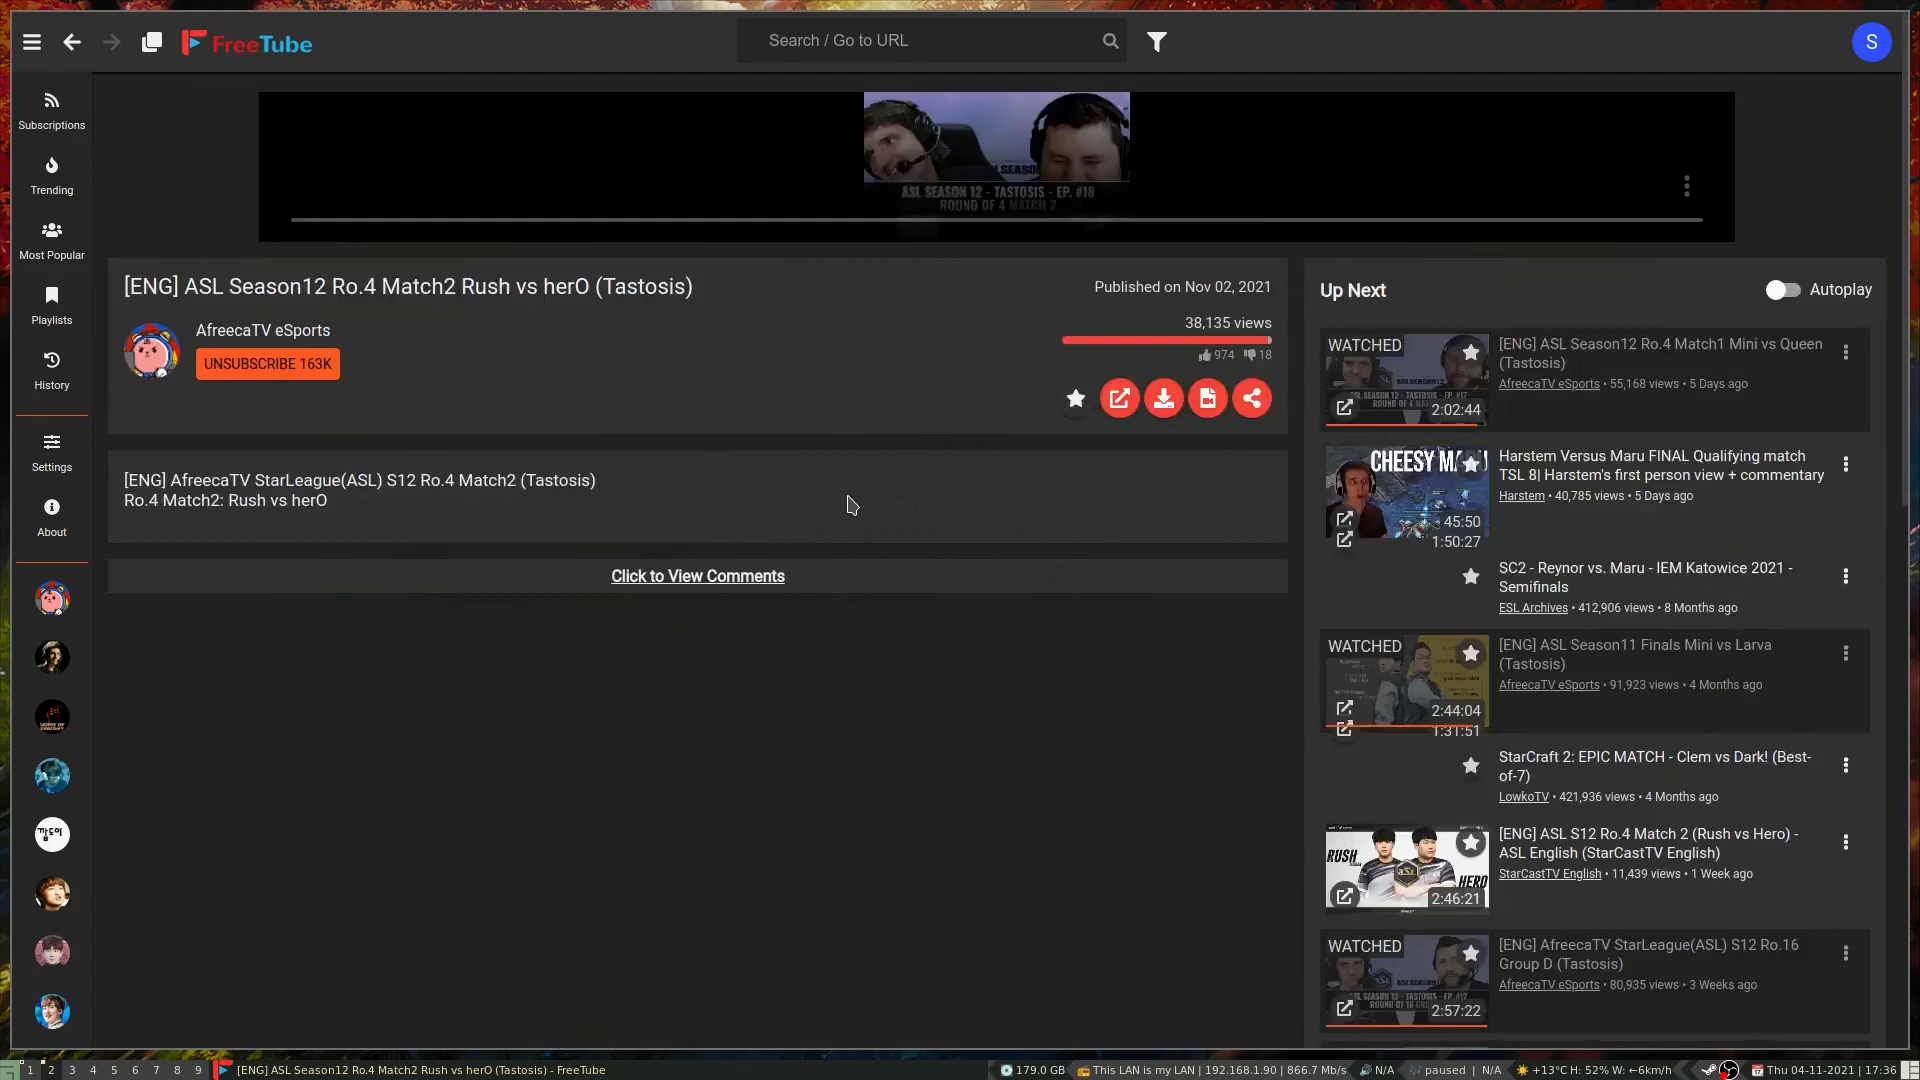 FreeTube
Search / Go to URL
S
Subscriptions
Trending
Most Popular
Playlists
History
Settings
About
ASL SEASON 12 - TASTOSIS - EP. #18
ROUND OF 4 MATCH 2
[ENG] ASL Season12 Ro.4 Match2 Rush vs herO (Tastosis)
Published on Nov 02, 2021
AfreecaTV eSports
UNSUBSCRIBE 163K
38,135 views
974 18
[ENG] AfreecaTV StarLeague(ASL) S12 Ro.4 Match2 (Tastosis)
Ro.4 Match2: Rush vs herO
Click to View Comments
Up Next
Autoplay
WATCHED
2:02:44
[ENG] ASL Season12 Ro.4 Match1 Mini vs Queen
(Tastosis)
AfreecaTV eSports • 55,168 views • 5 Days ago
CHEESY
45:50
Harstem Versus Maru FINAL Qualifying match
TSL 8| Harstem's first person view + commentary
Harstem • 40,785 views • 5 Days ago
1:50:27
SC2 - Reynor vs. Maru - IEM Katowice 2021 -
Semifinals
ESL Archives • 412,906 views • 8 Months ago
WATCHED
2:44:04
[ENG] ASL Season11 Finals Mini vs Larva
(Tastosis)
AfreecaTV eSports • 91,923 views • 4 Months ago
1:31:51
StarCraft 2: EPIC MATCH - Clem vs Dark! (Best-
of-7)
LowkoTV • 421,936 views • 4 Months ago
RUSH
HERO
2:46:21
[ENG] ASL S12 Ro.4 Match 2 (Rush vs Hero) -
ASL English (StarCastTV English)
StarCastTV English • 11,439 views • 1 Week ago
WATCHED
2:57:22
[ENG] AfreecaTV StarLeague(ASL) S12 Ro.16
Group D (Tastosis)
AfreecaTV eSports • 80,935 views • 3 Weeks ago
1 2 3 4 5 6 7 8 9
[ENG] ASL Season12 Ro.4 Match2 Rush vs herO (Tastosis) - FreeTube
179.0 GB
This LAN is my LAN | 192.168.1.90 | 866.7 Mb/s
N/A
paused | N/A
+13°C H: 52% W: ←6km/h
Thu 04-11-2021 | 17:36